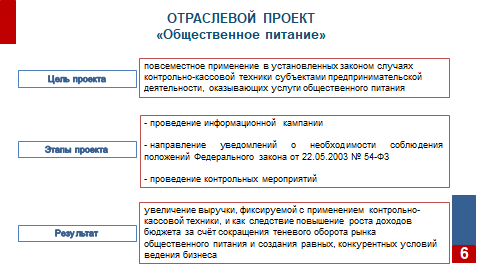 ОТРАСЛЕВОЙ ПРОЕКТ
«Общественное питание»
Цель проекта
повсеместное применение в установленных законом случаях
контрольно-кассовой техники субъектами предпринимательской
деятельности, оказывающих услуги общественного питания
Этапы проекта
- проведение информационной кампании
- направление уведомлений о необходимости соблюдения
положений Федерального закона от 22.05.2003 № 54-ФЗ
- проведение контрольных мероприятий
Результат
увеличение выручки, фиксируемой с применением контрольно-
кассовой техники, и как следствие повышение роста доходов
бюджета за счёт сокращения теневого оборота рынка
общественного питания и создания равных, конкурентных условий
ведения бизнеса
6